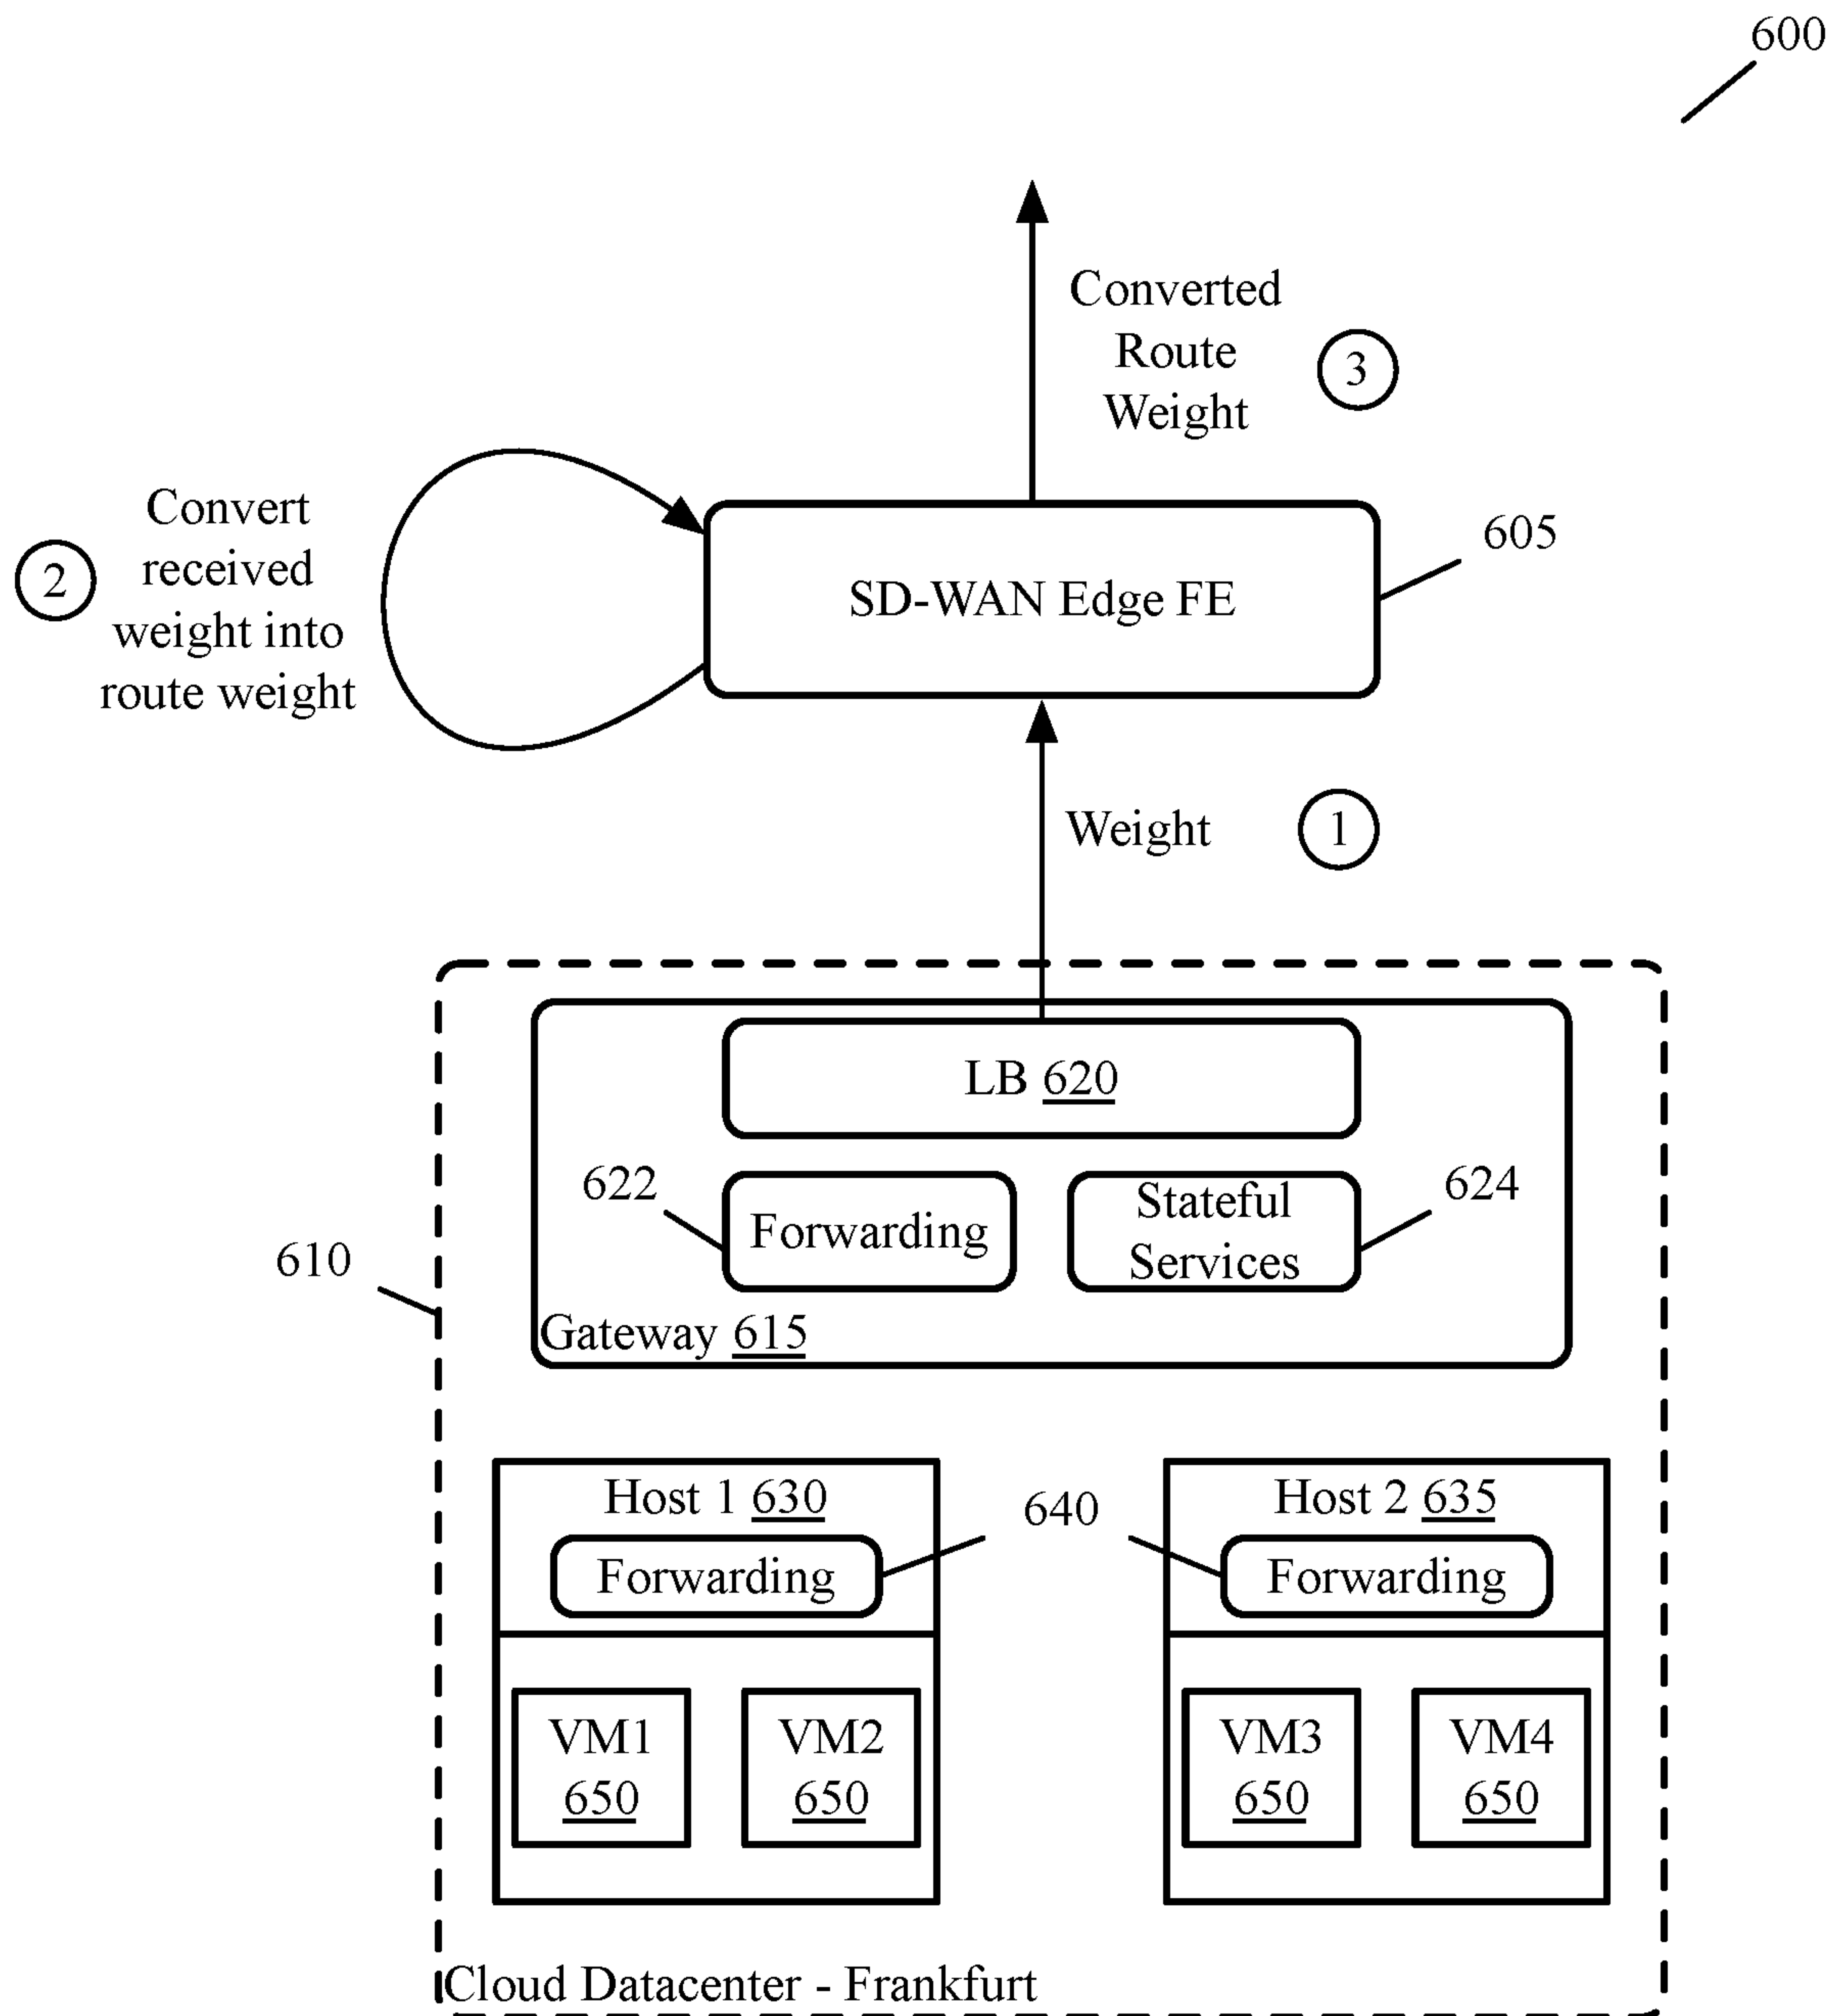 600
Converted
Route
Weight
3
2
Convert
received
weight into
route weight
605
SD-WAN Edge FE
Weight
1
LB 620
622
Forwarding
Stateful
Services
624
610
Gateway 615
Host 1 630
Forwarding
640
Host 2 635
Forwarding
VM1
650
VM2
650
VM3
650
VM4
650
Cloud Datacenter - Frankfurt